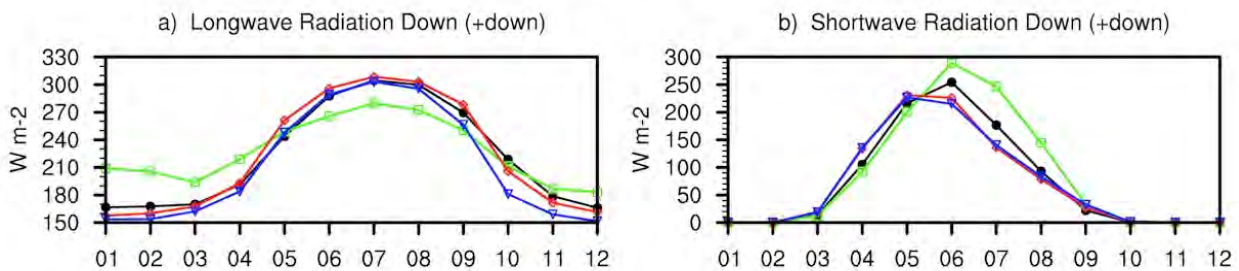 a) Longwave Radiation Down (+down)
330
300
270
240
210
180
150
W m-2
01 02 03 04 05 06 07 08 09 10 11 12
b) Shortwave Radiation Down (+down)
300
250
200
150
100
50
0
W m-2
01 02 03 04 05 06 07 08 09 10 11 12